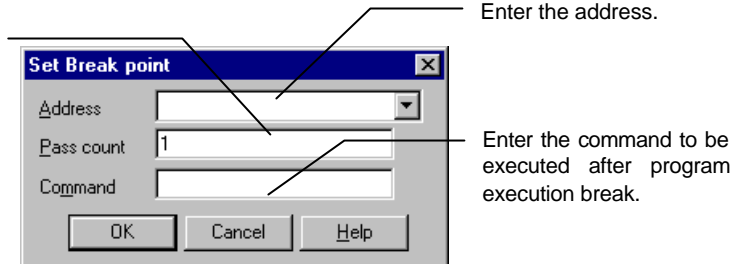 Enter the address.
Set Break point
Address
Pass count 1
Command
Enter the command to be
executed after program
execution break.
OK Cancel Help